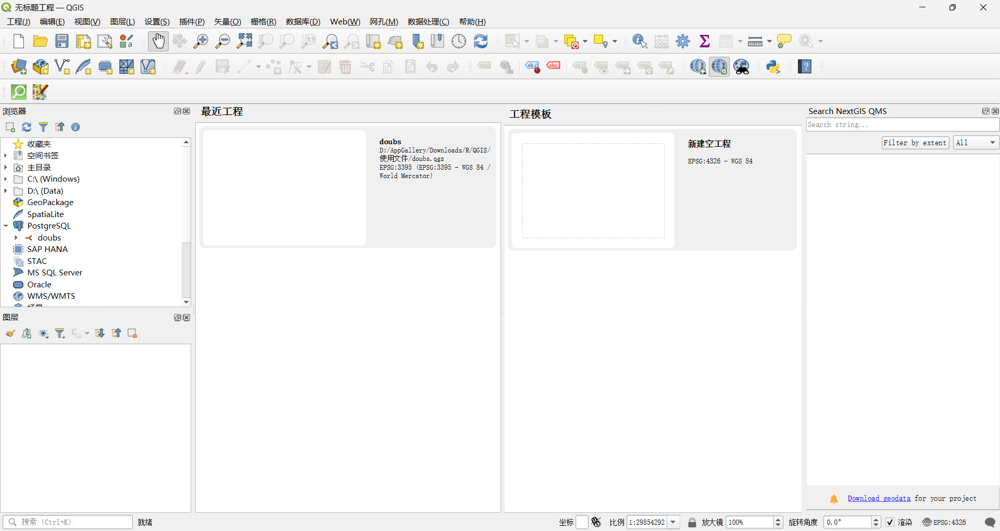 无标题工程 — QGIS
工程(J) 编辑(E) 视图(V) 图层(L) 设置(S) 插件(P) 矢量(O) 栅格(R) 数据库(D) Web(W) 网孔(M) 数据处理(C) 帮助(H)
浏览器
收藏夹
空间书签
主目录
C:\ (Windows)
D:\ (Data)
GeoPackage
SpatiaLite
PostgreSQL
doubs
SAP HANA
STAC
MS SQL Server
Oracle
WMS/WMTS
图层
最近工程
doubs
D:/AppGallery/Downloads/R/QGIS/
使用文件/doubs.qgz
EPSG:3395 (EPSG:3395 - WGS 84 /
World Mercator)
工程模板
新建空工程
EPSG:4326 - WGS 84
Search NextGIS QMS
Search string...
Filter by extent All
Download geodata for your project
搜索 (Ctrl+K) 就绪 坐标 比例 1:29854292 放大镜 100% 旋转角度 0.0° 渲染 EPSG:4326